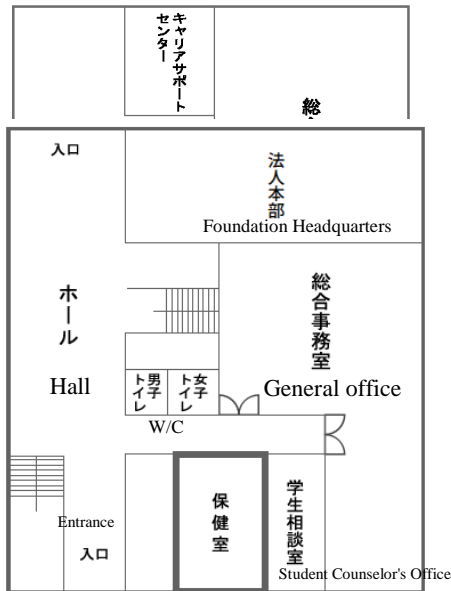 キャリアサポート
センター
総
入口
法人本部
Foundation Headquarters
ホール
Hall
総合事務室
General office
男子
トイレ
女子
トイレ
W/C
保健室
学生相談室
Student Counselor's Office
Entrance
入口